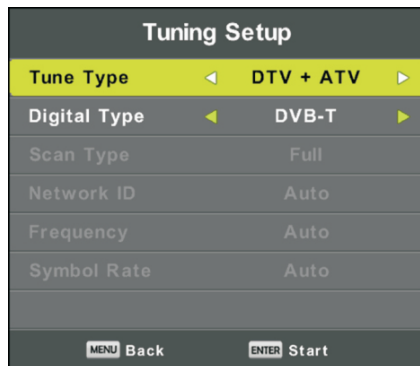 Tuning Setup
Tune Type DTV + ATV
Digital Type DVB-T
Scan Type Full
Network ID Auto
Frequency Auto
Symbol Rate Auto
MENU Back ENTER Start